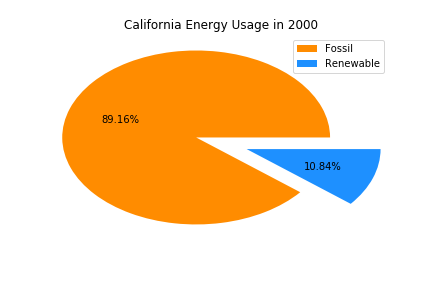 California Energy Usage in 2000
Fossil
Renewable
89.16%
10.84%